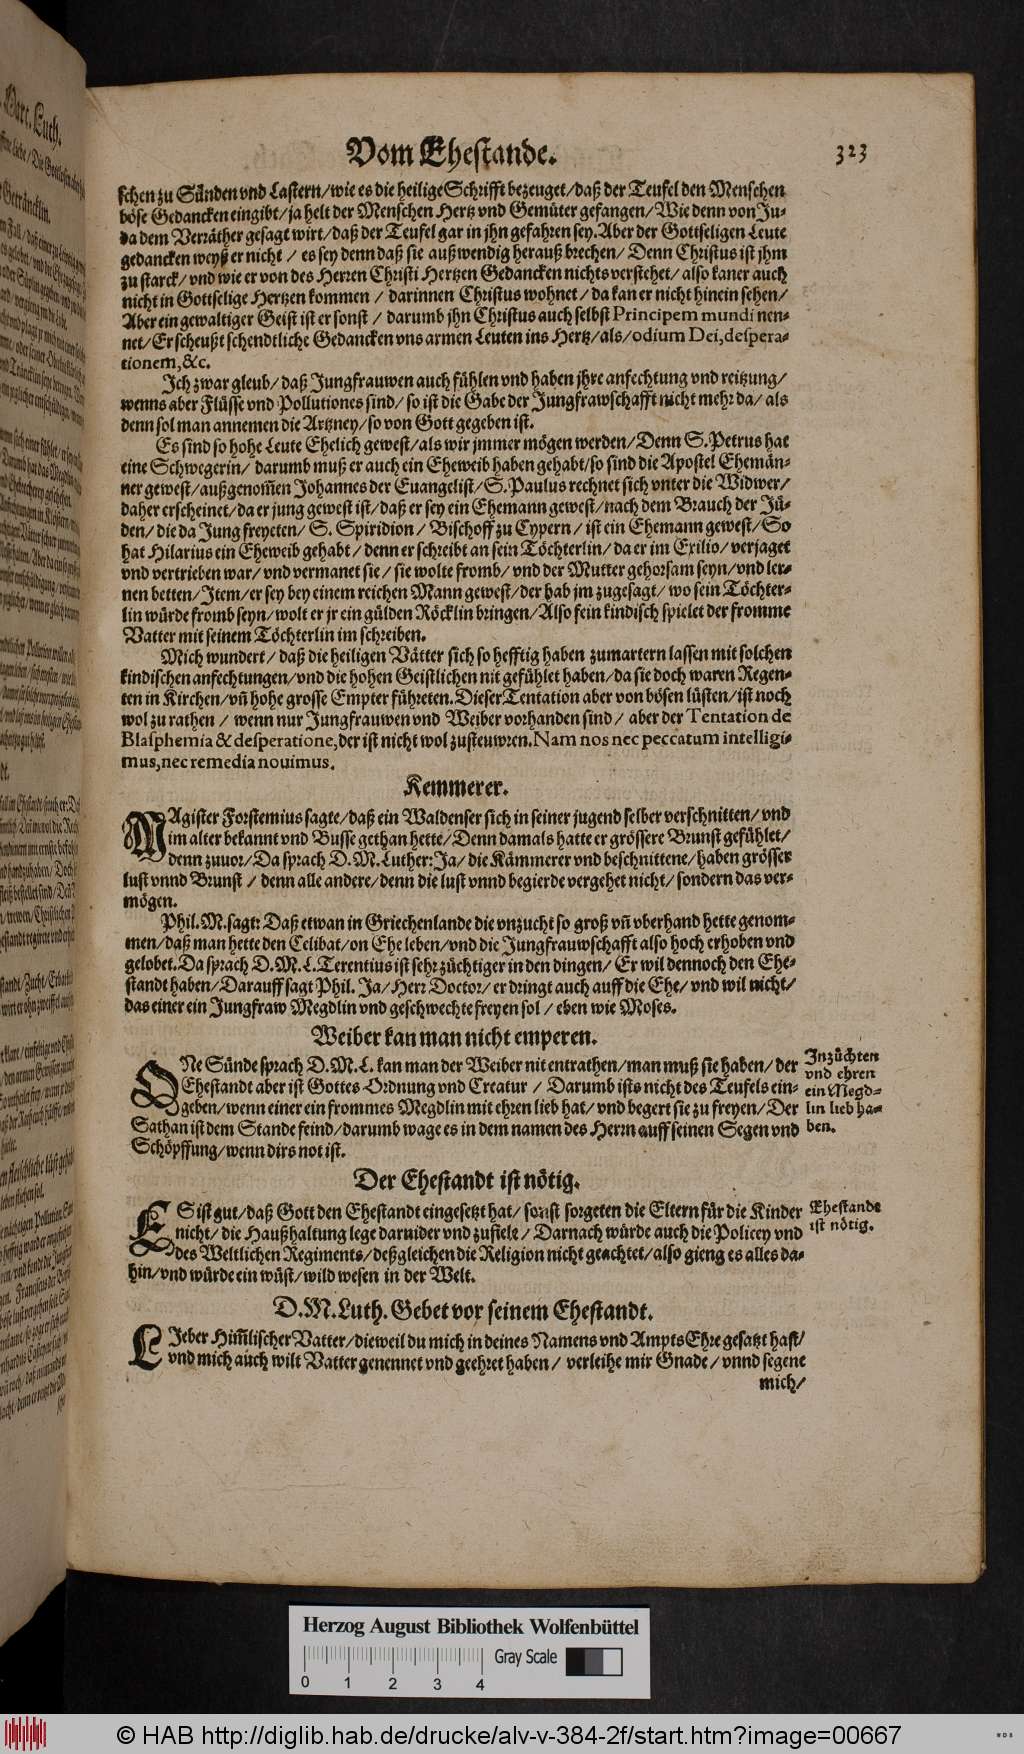 Vom Ehestande. 323
schen zu Sünden vnd Lastern/wie es die heilige Schrifft bezeuget/daß der Teufel den Menschen
böse Gedancken eingibt/ja helt der Menschen Hertz vnd Gemüter gefangen/Wie denn von Ju-
da dem Verräther gesagt wirt/daß der Teufel gar in jhn gefahren sey. Aber der Gottseligen Leute
gedancken weyß er nicht / es sey denn daß sie außwendig herauß brechen/ Denn Christus ist jhm
zu starck/vnd wie er von des Herren Christi Hertzen Gedancken nichts verstehet/also kaner auch
nicht in Gottselige Hertzen kommen / darinnen Christus wohnet/da kan er nicht hinein sehen/
Aber ein gewaltiger Geist ist er sonst / darumb jhn Christus auch selbst Principem mundi nen-
net/Er scheußt schendtliche Gedancken vns armen Leuten ins Hertz/als/odium Dei, despera-
tionem, &c.
Ich zwar gleub/daß Jungfrauwen auch fühlen vnd haben jhre anfechtung vnd reitzung/
wenns aber Flüsse vnd Pollutiones sind/so ist die Gabe der Jungfrawschafft nicht mehr da/als
denn sol man annemen die Artzney/so von Gott gegeben ist.
Es sind so hohe Leute Ehelich gewest/als wir jmmer mögen werden/Denn S. Petrus hat
eine Schwegerin/darumb muß er auch ein Eheweib haben gehabt/so sind die Apostel Ehemän-
ner gewest/außgenom̃en Johannes der Euangelist/S. Paulus rechnet sich vnter die Widwer/
daher erscheinet/da er jung gewest ist/daß er sey ein Ehemann gewest/nach dem Brauch der Jü-
den/die da Jung freyeten/ S. Spiridion/Bischoff zu Cypern/ist ein Ehemann gewest/So
hat Hilarius ein Eheweib gehabt/denn er schreibt an sein Töchterlin/da er im Exilio/verjaget
vnd vertrieben war/vnd vermanet sie/sie wolte fromb/vnd der Mutter gehorsam seyn/vnd ler-
nen betten/Item/er sey bey einem reichen Mann gewest/der hab jm zugesagt/wo sein Töchter-
lin würde fromb seyn/wolt er jr ein gülden Röcklin bringen/Also fein kindisch spielet der fromme
Vatter mit seinem Töchterlin im schreiben.
Mich wundert/daß die heiligen Vätter sich so hefftig haben zumartern lassen mit solchen
kindischen anfechtungen/vnd die hohen Geistlichen nit gefühlet haben/da sie doch waren Regen-
ten in Kirchen/vñ hohe grosse Empter führeten. Dieser Tentation aber von bösen lüsten/ist noch
wol zu rathen / wenn nur Jungfrauwen vnd Weiber vorhanden sind/ aber der Tentation de
Blasphemia & desperatione, der ist nicht wol zusteuwren. Nam nos nec peccatum intelligi-
mus, nec remedia nouimus.
Kemmerer.
MAgister Forstemius sagte/daß ein Waldenser sich in seiner jugend selber verschnitten/vnd
im alter bekannt vnd Busse gethan hette/Denn damals hatte er grössere Brunst gefühlet/
denn zuuor/Da sprach D. M. Luther: Ja/die Kämmerer vnd beschnittene/haben grösser
lust vnnd Brunst / denn alle andere/denn die lust vnnd begierde vergehet nicht/sondern das ver-
mögen.
Phil. M. sagt: Daß etwan in Griechenlande die vnzucht so groß vñ vberhand hette genom-
men/daß man hette den Celibat/on Ehe leben/vnd die Jungfrauwschafft also hoch erhoben vnd
gelobet. Da sprach D. M. L. Terentius ist sehr züchtiger in den dingen/Er wil dennoch den Ehe-
standt haben/Darauff sagt Phil. Ja/Herr Doctor/er dringt auch auff die Ehe/vnd wil nicht/
das einer ein Jungfraw Megdlin vnd geschwechte freyen sol / eben wie Moses.
Weiber kan man nicht emperen.
ONe Sünde sprach D. M. L. kan man der Weiber nit entrathen/man muß sie haben/der
Ehestandt aber ist Gottes Ordnung vnd Creatur / Darumb ists nicht des Teufels ein-
geben/wenn einer ein frommes Megdlin mit ehren lieb hat/vnd begert sie zu freyen/Der
Sathan ist dem Stande feind/darumb wage es in dem namen des Herrn auff seinen Segen vnd
Schöpffung/wenn dirs not ist.
Inzüchten
vnd ehren
ein Megd-
lin lieb ha-
ben.
Der Ehestandt ist nötig.
ES ist gut/daß Gott den Ehestandt eingesetzt hat/sonst sorgeten die Eltern für die Kinder
nicht/die Haußhaltung lege darnider vnd zufiele/ Darnach würde auch die Policey vnd
des Weltlichen Regiments/deßgleichen die Religion nicht geachtet/also gieng es alles da-
hin/vnd würde ein wüst/wild wesen in der Welt.
Ehestande
ist nötig.
D. M. Luth. Gebet vor seinem Ehestandt.
LIeber Him̃lischer Vatter/dieweil du mich in deines Namens vnd Ampts Ehre gesatzt hast/
vnd mich auch wilt Vatter genennet vnd geehret haben/ verleihe mir Gnade/vnnd segene
mich/
Herzog August Bibliothek Wolfenbüttel
Gray Scale
0 1 2 3 4
© HAB http://diglib.hab.de/drucke/alv-v-384-2f/start.htm?image=00667